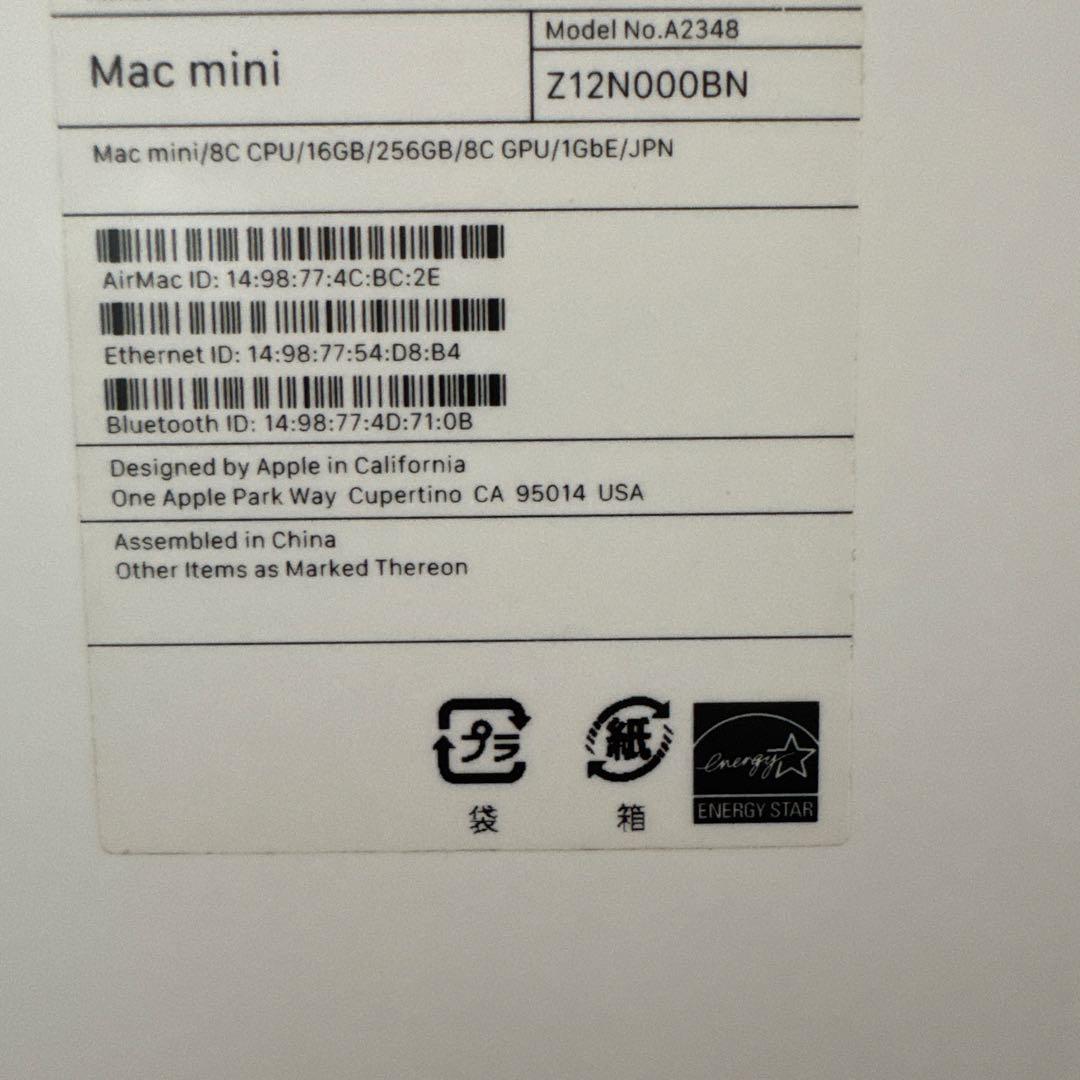 Mac mini
Model No.A2348
Z12N000BN
Mac mini/8C CPU/16GB/256GB/8C GPU/1GbE/JPN
AirMac ID: 14:98:77:4C:BC:2E
Ethernet ID: 14:98:77:54:D8:B4
Bluetooth ID: 14:98:77:4D:71:0B
Designed by Apple in California
One Apple Park Way Cupertino CA 95014 USA
Assembled in China
Other Items as Marked Thereon
プラ
紙
energy
ENERGY STAR
袋
箱